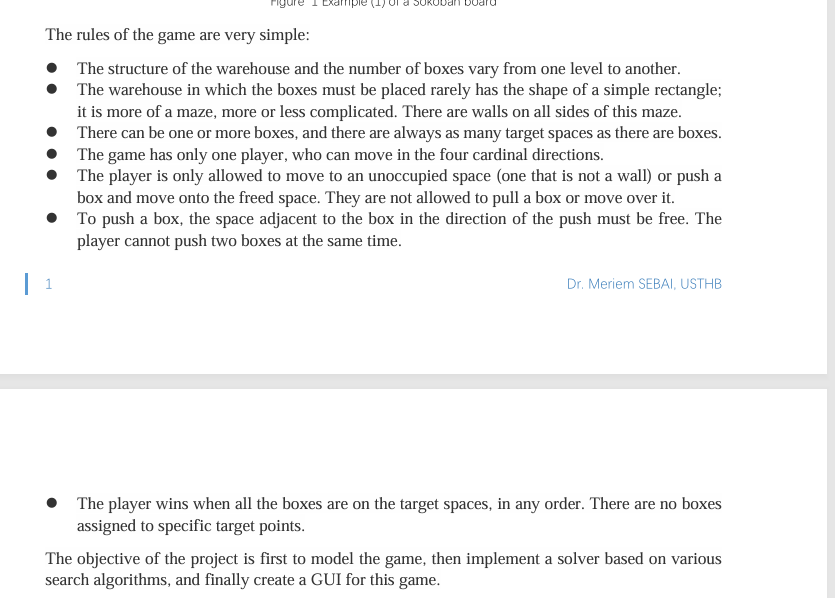 Figure 1 Example (1) of a Sokoban board
The rules of the game are very simple:
● The structure of the warehouse and the number of boxes vary from one level to another.
● The warehouse in which the boxes must be placed rarely has the shape of a simple rectangle;
it is more of a maze, more or less complicated. There are walls on all sides of this maze.
● There can be one or more boxes, and there are always as many target spaces as there are boxes.
● The game has only one player, who can move in the four cardinal directions.
● The player is only allowed to move to an unoccupied space (one that is not a wall) or push a
box and move onto the freed space. They are not allowed to pull a box or move over it.
● To push a box, the space adjacent to the box in the direction of the push must be free. The
player cannot push two boxes at the same time.
1 Dr. Meriem SEBAI, USTHB
● The player wins when all the boxes are on the target spaces, in any order. There are no boxes
assigned to specific target points.
The objective of the project is first to model the game, then implement a solver based on various
search algorithms, and finally create a GUI for this game.